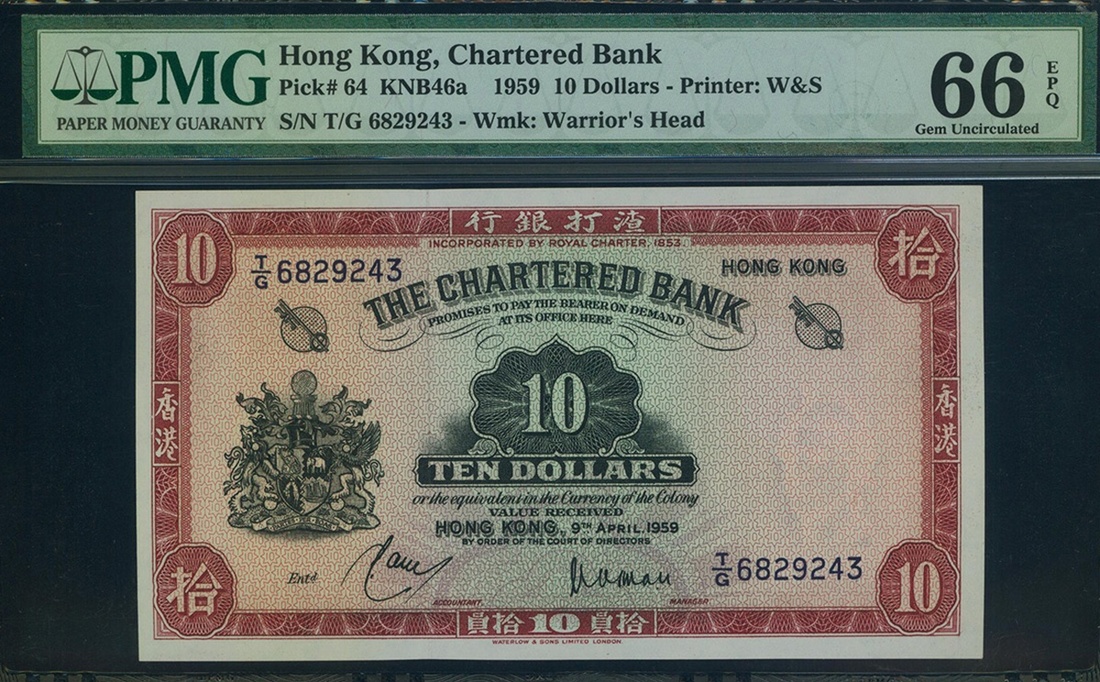 PMG
PAPER MONEY GUARANTY
Hong Kong, Chartered Bank
Pick# 64 KNB46a 1959 10 Dollars - Printer: W&S
S/N T/G 6829243 - Wmk: Warrior's Head
66 EPQ
Gem Uncirculated
行銀打渣
INCORPORATED BY ROYAL CHARTER, 1853.
10
拾
T/G 6829243
HONG KONG
THE CHARTERED BANK
PROMISES TO PAY THE BEARER ON DEMAND
AT ITS OFFICE HERE
10
香港
香港
TEN DOLLARS
or the equivalent in the Currency of the Colony
VALUE RECEIVED
HONG KONG, 9TH APRIL, 1959
BY ORDER OF THE COURT OF DIRECTORS
Entd
T/G 6829243
ACCOUNTANT
MANAGER
拾
10
員拾 10 員拾
WATERLOW & SONS LIMITED LONDON.